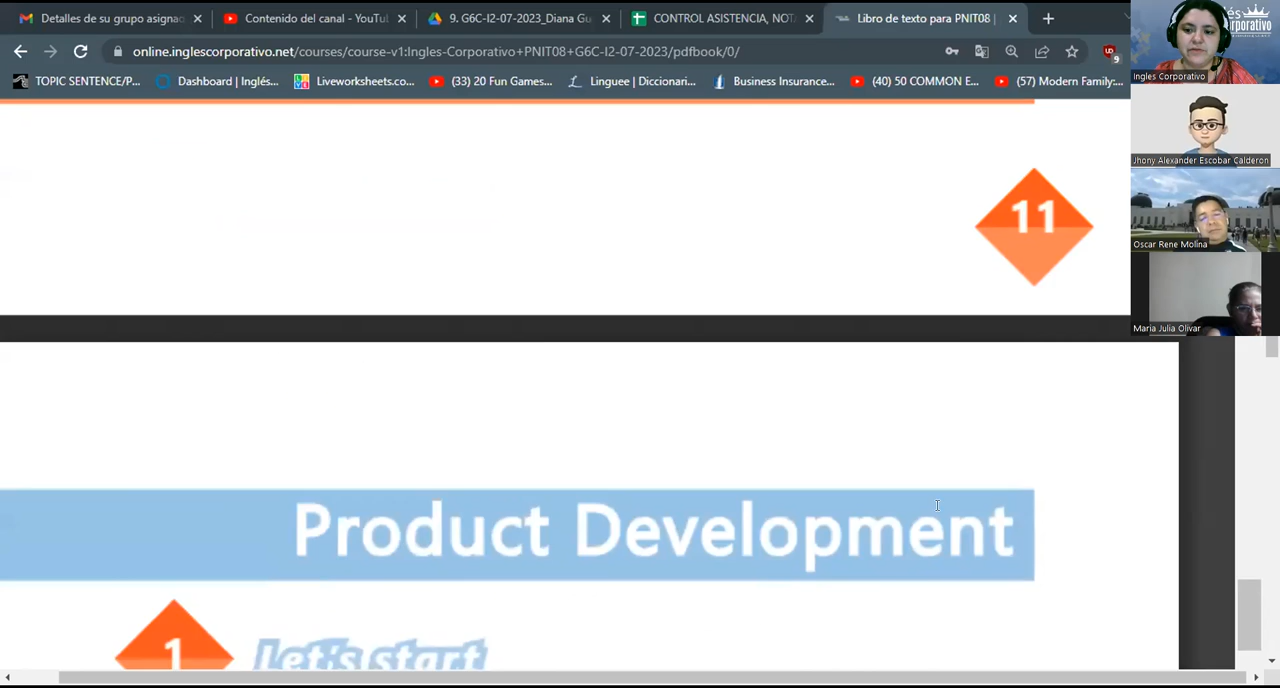 Detalles de su grupo asignad
Contenido del canal - YouTu
9. G6C-I2-07-2023_Diana Gu
CONTROL ASISTENCIA, NOTA
Libro de texto para PNIT08 |
online.inglescorporativo.net/courses/course-v1:Ingles-Corporativo+PNIT08+G6C-I2-07-2023/pdfbook/0/
TOPIC SENTENCE/P...
Dashboard | Inglés...
Liveworksheets.co...
(33) 20 Fun Games...
Linguee | Diccionari...
Business Insurance...
(40) 50 COMMON E...
(57) Modern Family:...
UD
9
Ingles Corporativo
Jhony Alexander Escobar Calderon
Oscar Rene Molina
Maria Julia Olivar
11
Product Development
1
Let's start